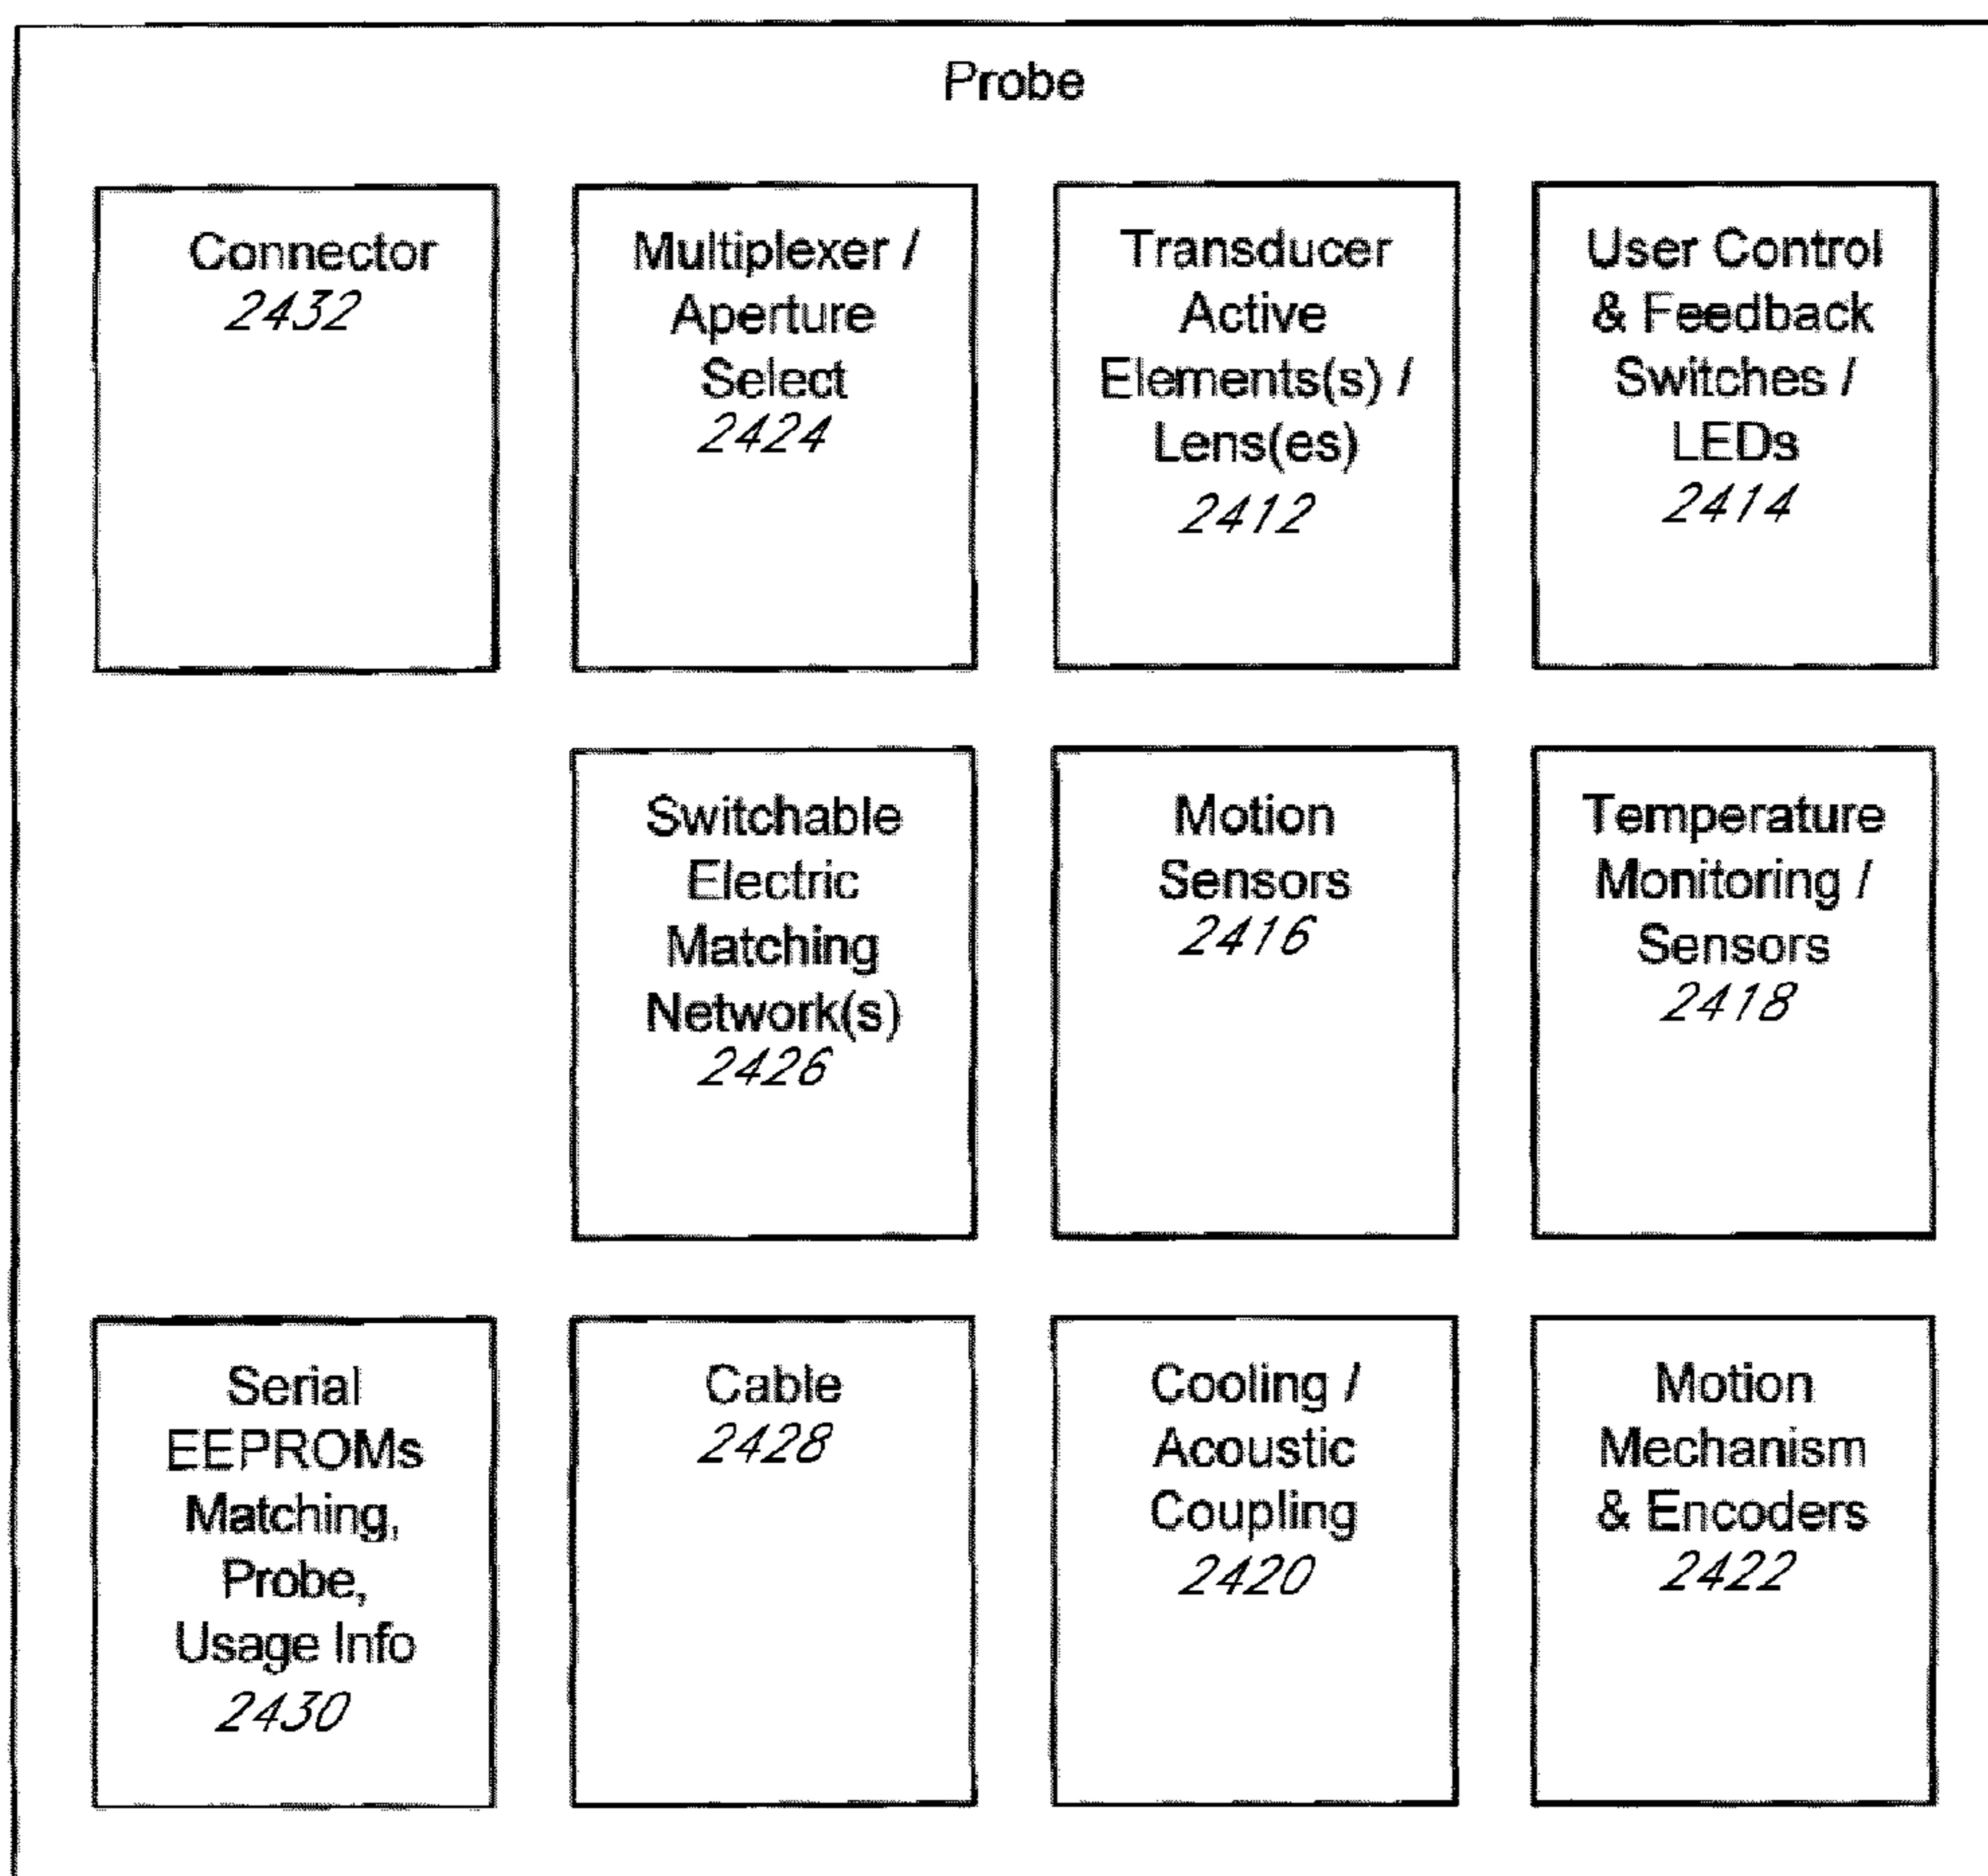 Probe
Connector
2432
Multiplexer /
Aperture
Select
2424
Transducer
Active
Elements(s) /
Lens(es)
2412
User Control
& Feedback
Switches /
LEDs
2414
Switchable
Electric
Matching
Network(s)
2426
Motion
Sensors
2416
Temperature
Monitoring /
Sensors
2418
Serial
EEPROMs
Matching,
Probe,
Usage Info
2430
Cable
2428
Cooling /
Acoustic
Coupling
2420
Motion
Mechanism
& Encoders
2422